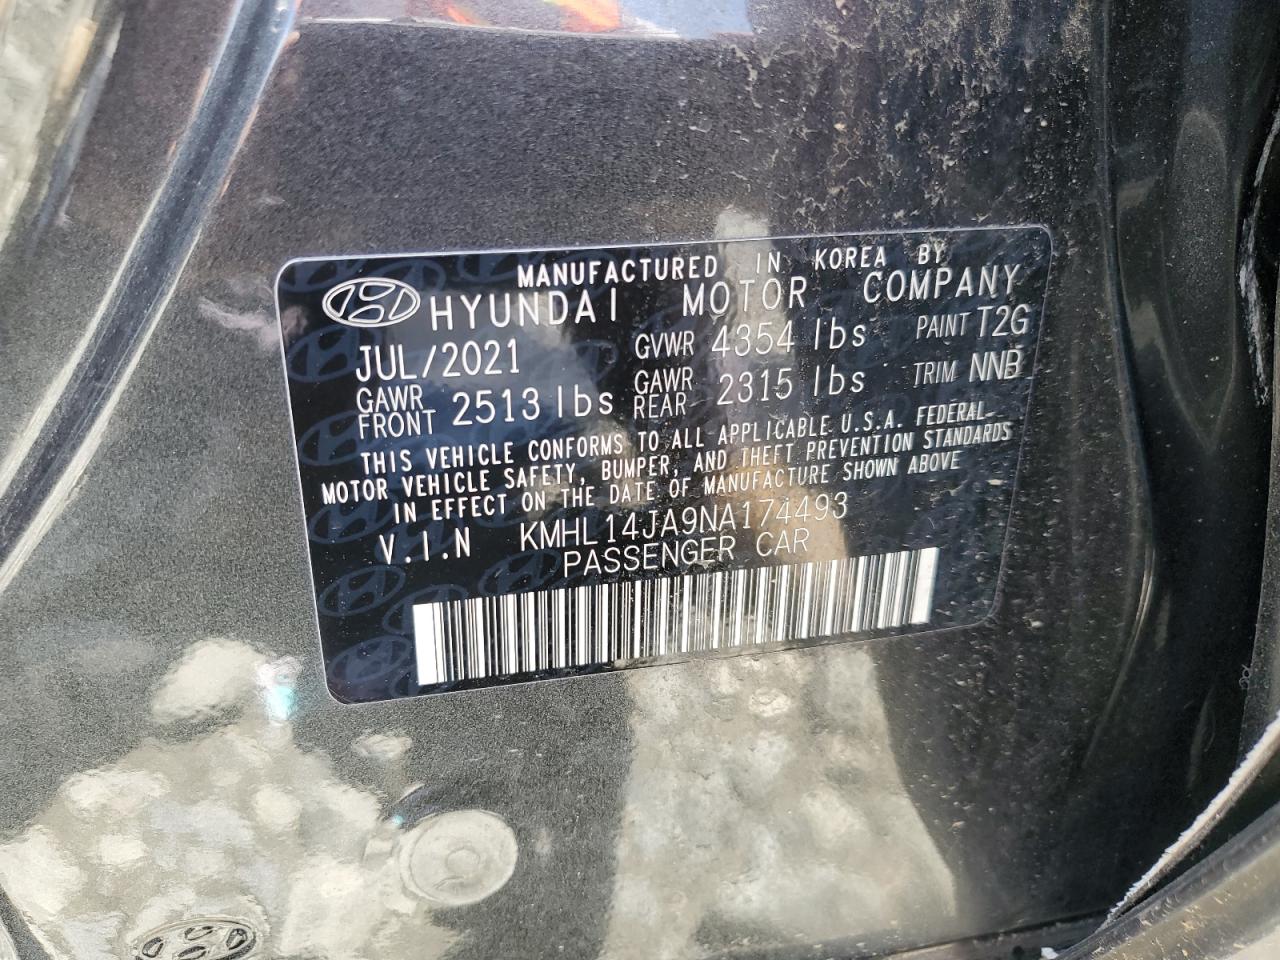 MANUFACTURED IN KOREA BY
HYUNDAI MOTOR COMPANY
JUL/2021 GVWR 4354 lbs PAINT T2G
GAWR FRONT 2513 lbs GAWR REAR 2315 lbs TRIM NNB
THIS VEHICLE CONFORMS TO ALL APPLICABLE U.S.A. FEDERAL
MOTOR VEHICLE SAFETY, BUMPER, AND THEFT PREVENTION STANDARDS
IN EFFECT ON THE DATE OF MANUFACTURE SHOWN ABOVE
V.I.N KMHL14JA9NA174493
PASSENGER CAR